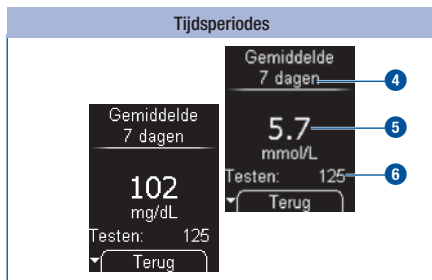 Tijdsperiodes
Gemiddelde
7 dagen
102
mg/dL
Testen: 125
Terug
Gemiddelde
7 dagen
4
5.7
5
mmol/L
Testen: 125
6
Terug